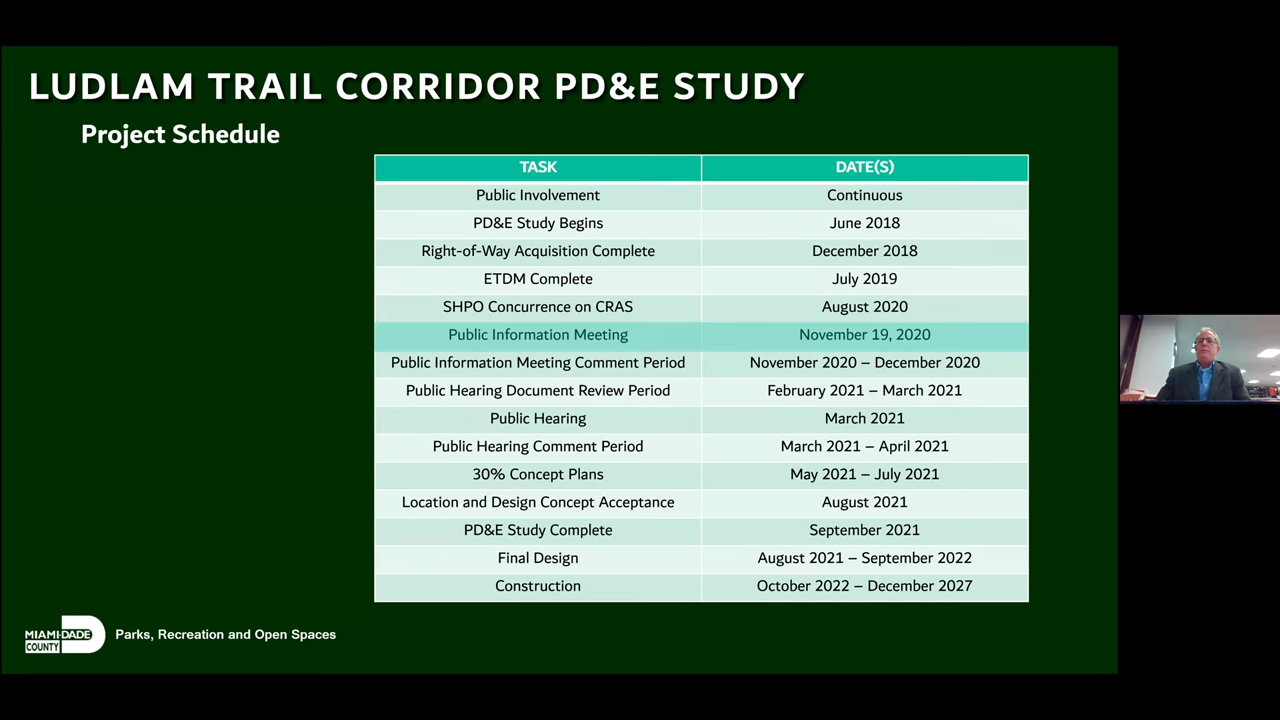 LUDLAM TRAIL CORRIDOR PD&E STUDY
Project Schedule
TASK DATE(S)
Public Involvement Continuous
PD&E Study Begins June 2018
Right-of-Way Acquisition Complete December 2018
ETDM Complete July 2019
SHPO Concurrence on CRAS August 2020
Public Information Meeting November 19, 2020
Public Information Meeting Comment Period November 2020 – December 2020
Public Hearing Document Review Period February 2021 – March 2021
Public Hearing March 2021
Public Hearing Comment Period March 2021 – April 2021
30% Concept Plans May 2021 – July 2021
Location and Design Concept Acceptance August 2021
PD&E Study Complete September 2021
Final Design August 2021 – September 2022
Construction October 2022 – December 2027
MIAMI-DADE
COUNTY
Parks, Recreation and Open Spaces